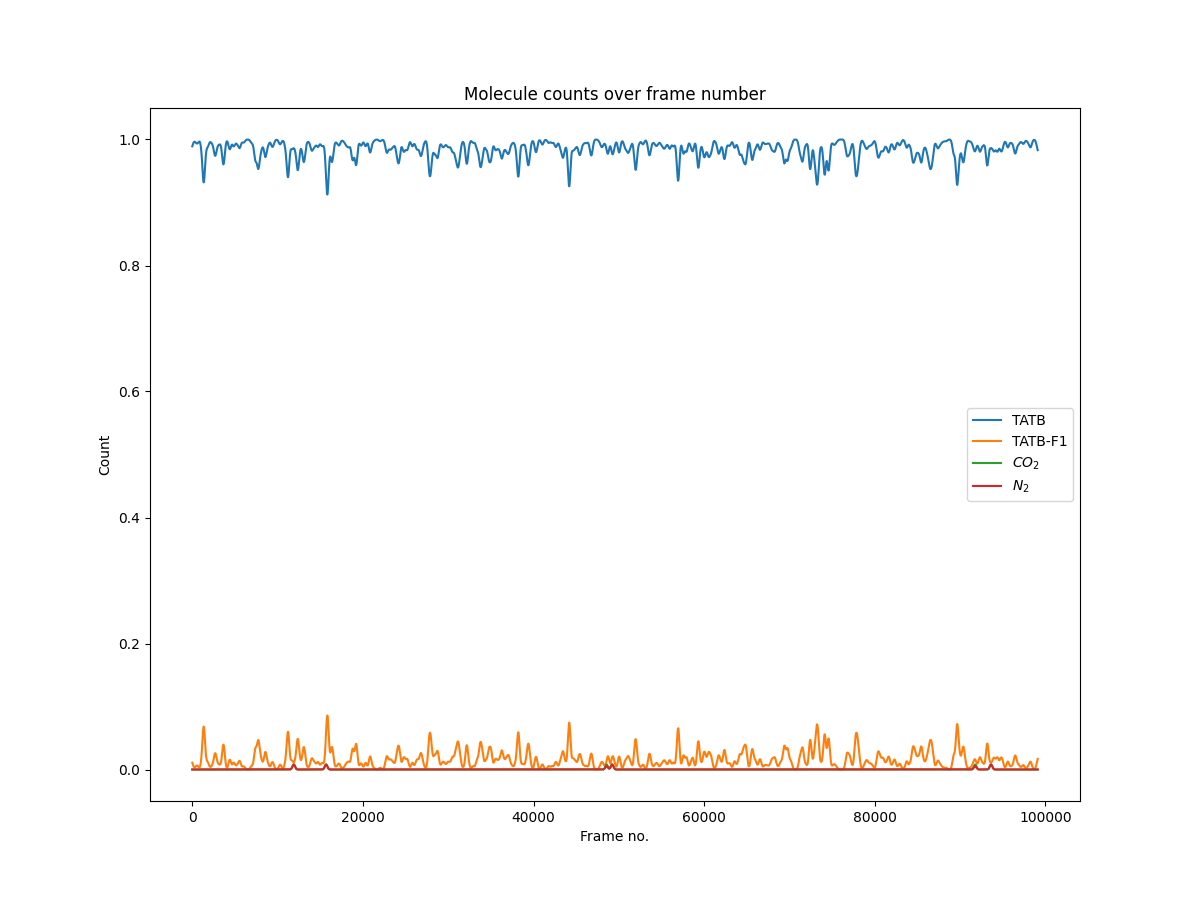 Molecule counts over frame number
1.0
0.8
0.6
0.4
0.2
0.0
Count
TATB
TATB-F1
CO₂
N₂
0 20000 40000 60000 80000 100000
Frame no.